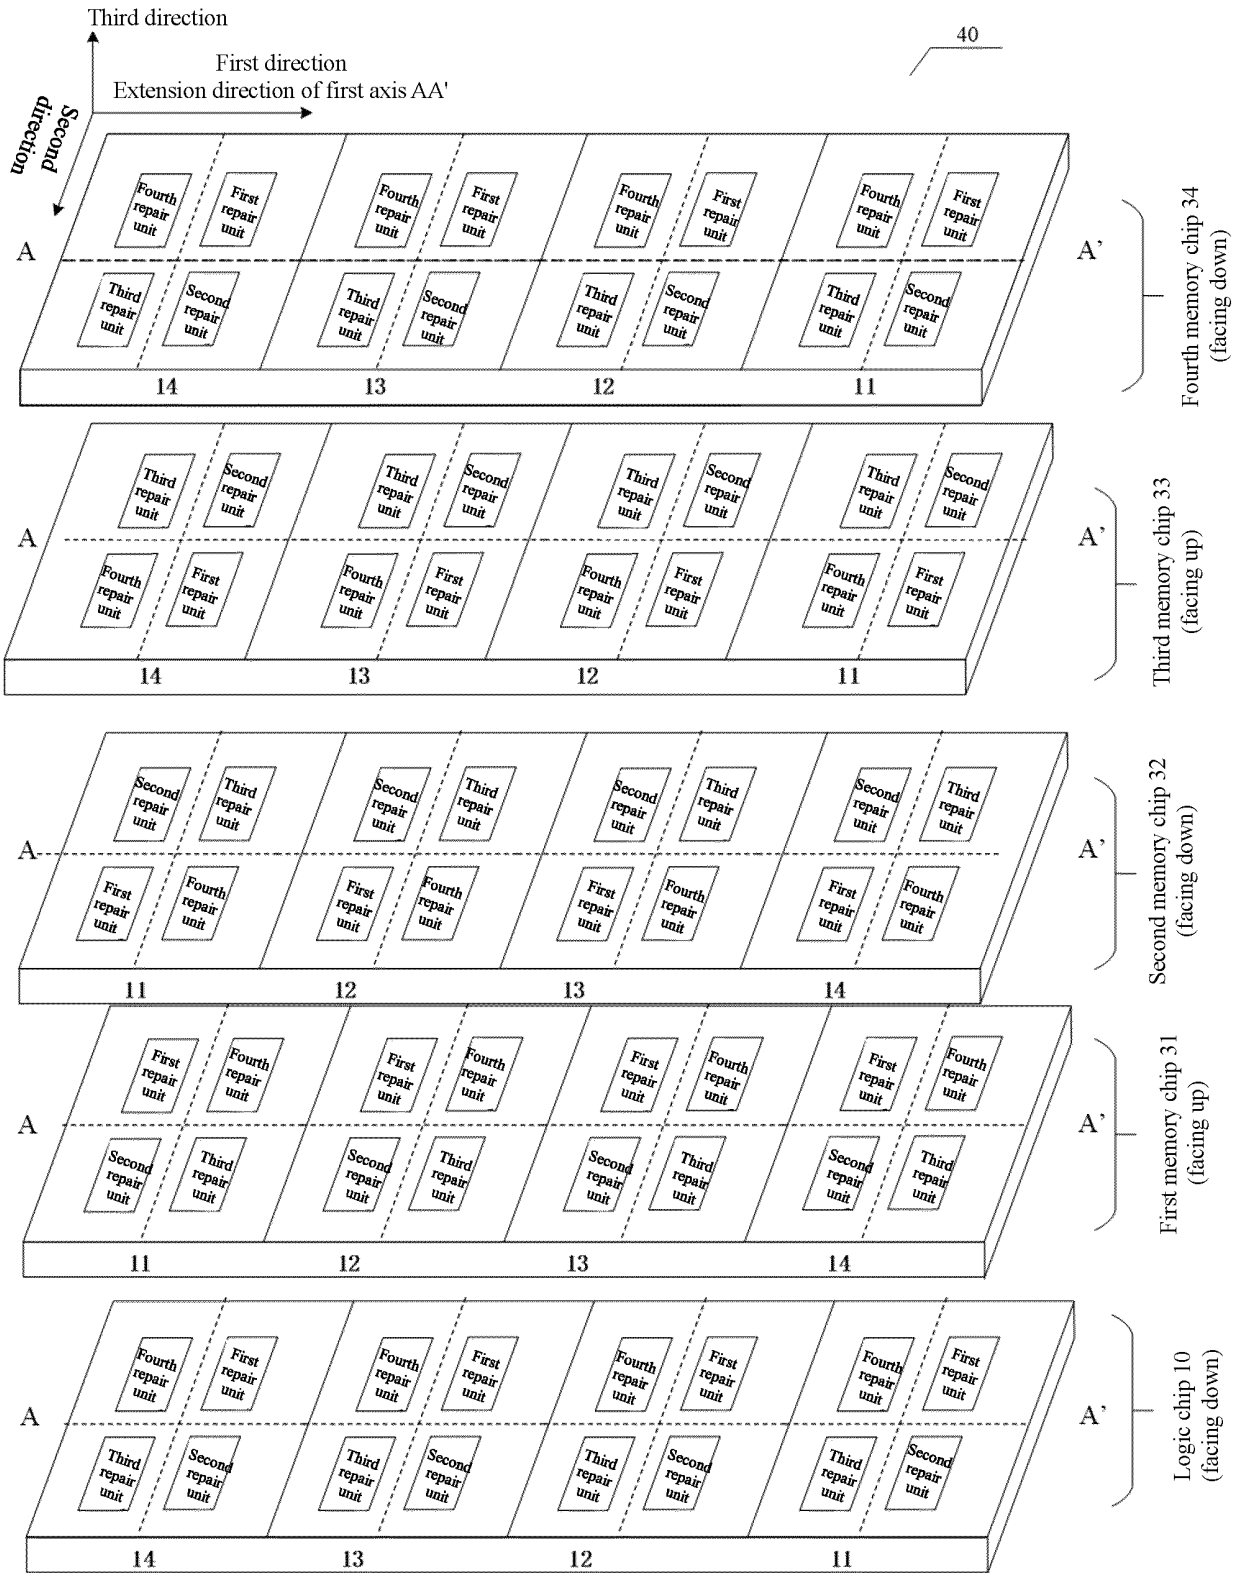 Third direction
40
First direction
Extension direction of first axis AA'
Second
direction
Fourth repair unit
First repair unit
Fourth repair unit
First repair unit
Fourth repair unit
First repair unit
Fourth repair unit
First repair unit
A
A'
Third repair unit
Second repair unit
Third repair unit
Second repair unit
Third repair unit
Second repair unit
Third repair unit
Second repair unit
14
13
12
11
Fourth memory chip 34
(facing down)
Third repair unit
Second repair unit
Third repair unit
Second repair unit
Third repair unit
Second repair unit
Third repair unit
Second repair unit
A
A'
Fourth repair unit
First repair unit
Fourth repair unit
First repair unit
Fourth repair unit
First repair unit
Fourth repair unit
First repair unit
14
13
12
11
Third memory chip 33
(facing up)
Second repair unit
Third repair unit
Second repair unit
Third repair unit
Second repair unit
Third repair unit
Second repair unit
Third repair unit
A
A'
First repair unit
Fourth repair unit
First repair unit
Fourth repair unit
First repair unit
Fourth repair unit
First repair unit
Fourth repair unit
11
12
13
14
Second memory chip 32
(facing down)
First repair unit
Fourth repair unit
First repair unit
Fourth repair unit
First repair unit
Fourth repair unit
First repair unit
Fourth repair unit
A
A'
Second repair unit
Third repair unit
Second repair unit
Third repair unit
Second repair unit
Third repair unit
Second repair unit
Third repair unit
11
12
13
14
First memory chip 31
(facing up)
Fourth repair unit
First repair unit
Fourth repair unit
First repair unit
Fourth repair unit
First repair unit
Fourth repair unit
First repair unit
A
A'
Third repair unit
Second repair unit
Third repair unit
Second repair unit
Third repair unit
Second repair unit
Third repair unit
Second repair unit
14
13
12
11
Logic chip 10
(facing down)